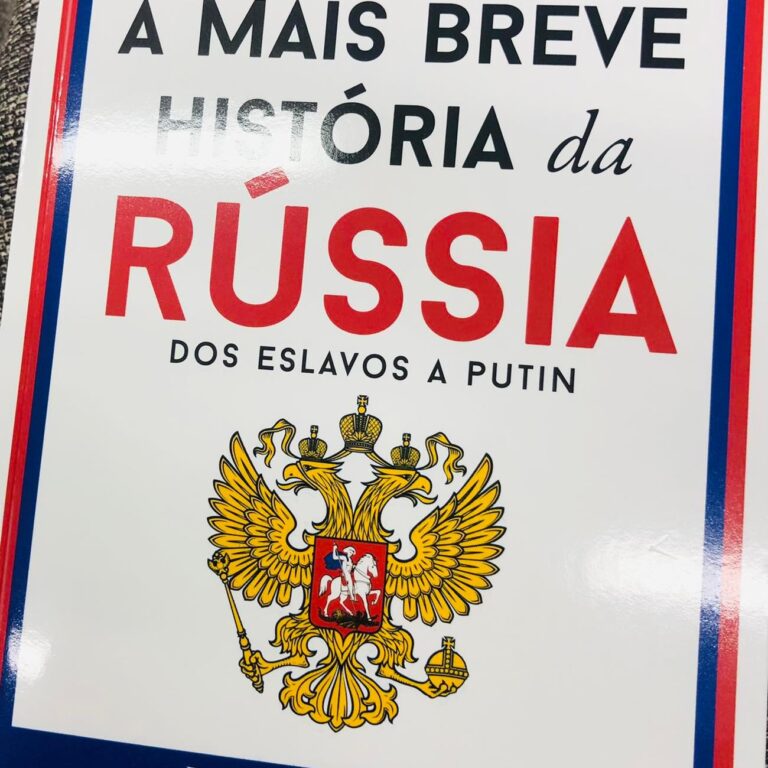 A MAIS BREVE
HISTÓRIA da
RÚSSIA
DOS ESLAVOS A PUTIN